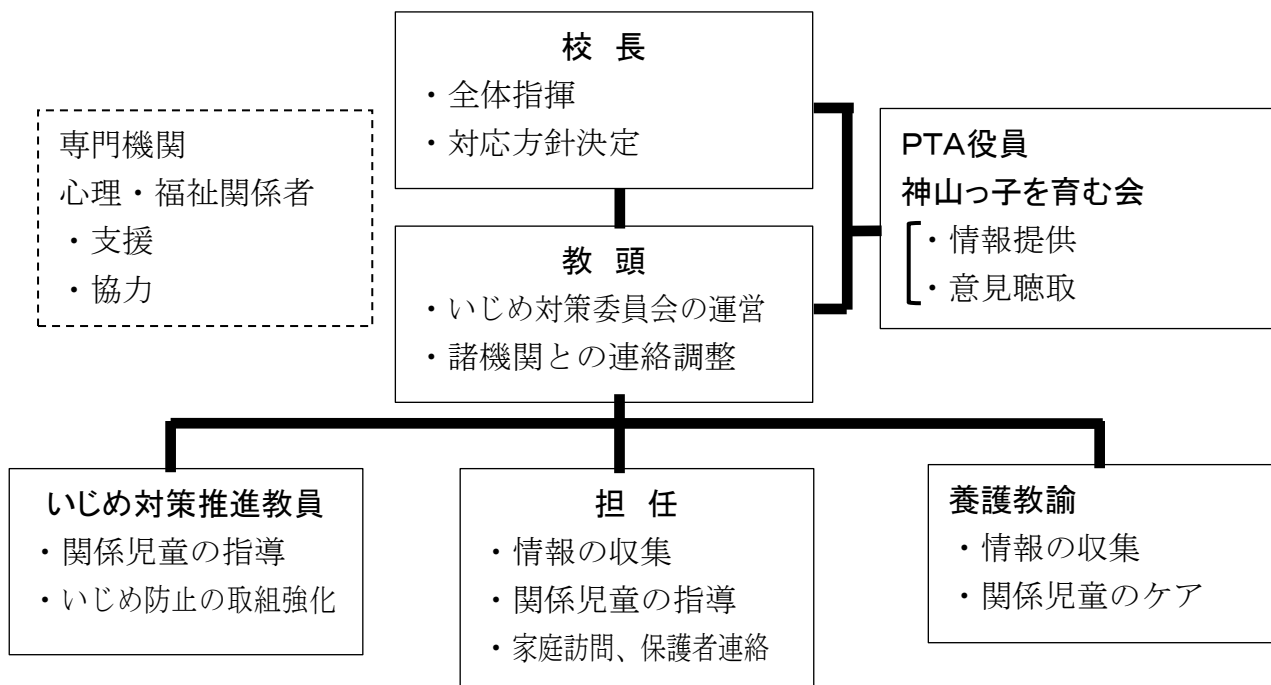 校 長
・全体指揮
・対応方針決定
専門機関
心理・福祉関係者
・支援
・協力
PTA役員
神山っ子を育む会
・情報提供
・意見聴取
教 頭
・いじめ対策委員会の運営
・諸機関との連絡調整
いじめ対策推進教員
・関係児童の指導
・いじめ防止の取組強化
担 任
・情報の収集
・関係児童の指導
・家庭訪問、保護者連絡
養護教諭
・情報の収集
・関係児童のケア